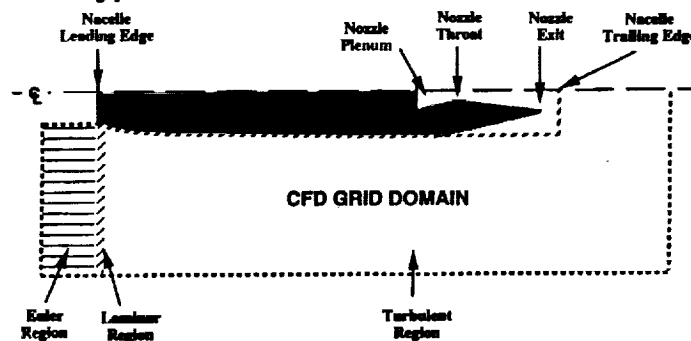 Nacelle
Leading Edge
Nozzle
Plenum
Nozzle
Throat
Nozzle
Exit
Nacelle
Trailing Edge
℄
CFD GRID DOMAIN
Euler
Region
Laminar
Region
Turbulent
Region